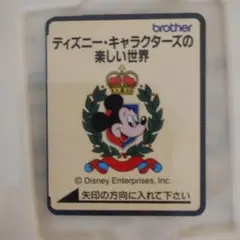 brother
ディズニー・キャラクターズの
楽しい世界
© Disney Enterprises, Inc.
矢印の方向に入れて下さい